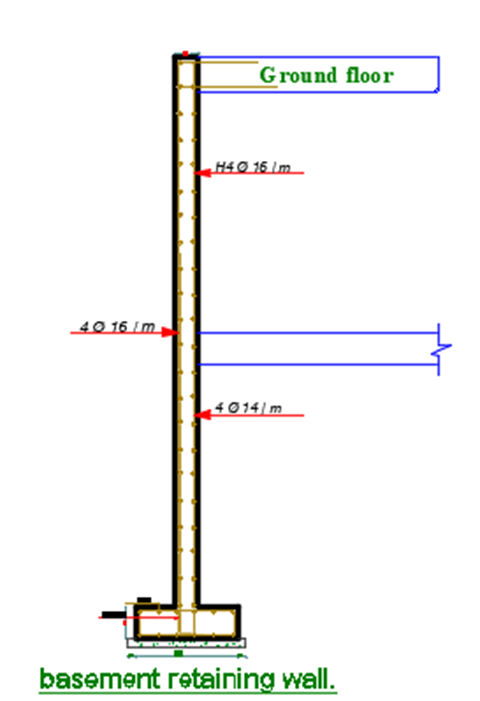 Ground floor
H4 Ø 16 / m
4 Ø 16 / m
4 Ø 14 / m
basement retaining wall.